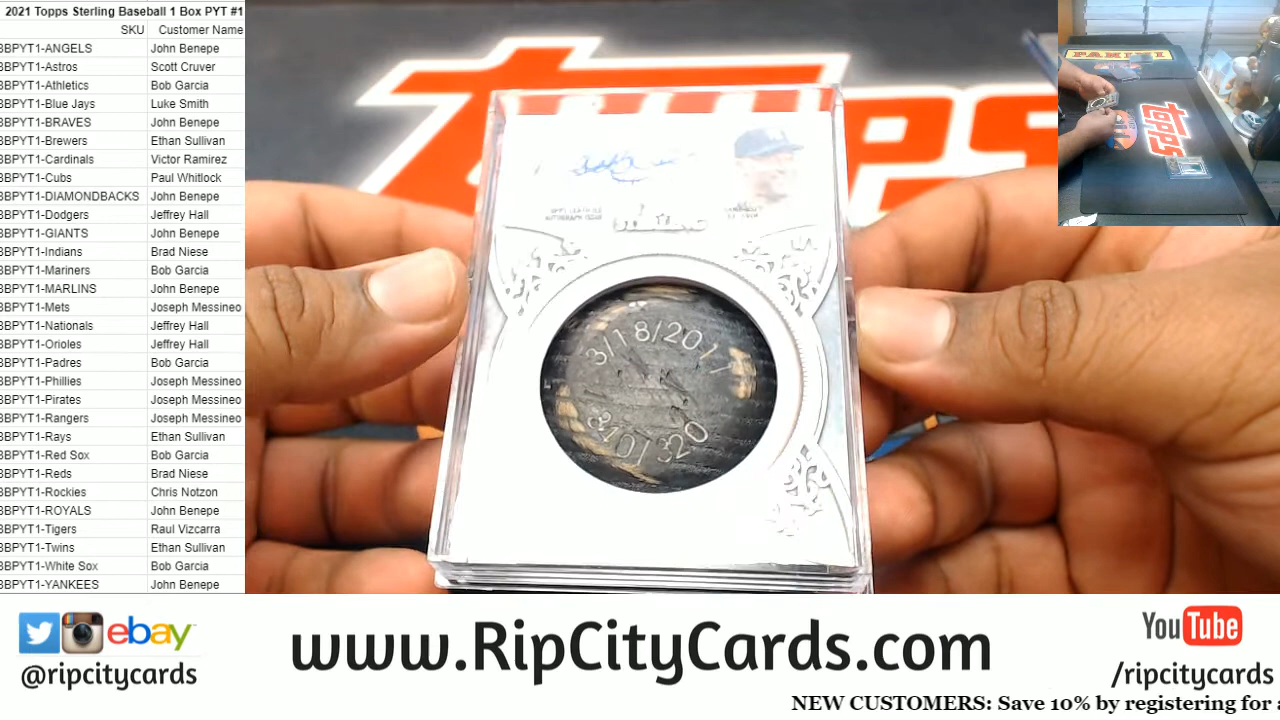 2021 Topps Sterling Baseball 1 Box PYT #1
SKU Customer Name
BBPYT1-ANGELS John Benepe
BBPYT1-Astros Scott Cruver
BBPYT1-Athletics Bob Garcia
BBPYT1-Blue Jays Luke Smith
BBPYT1-BRAVES John Benepe
BBPYT1-Brewers Ethan Sullivan
BBPYT1-Cardinals Victor Ramirez
BBPYT1-Cubs Paul Whitlock
BBPYT1-DIAMONDBACKS John Benepe
BBPYT1-Dodgers Jeffrey Hall
BBPYT1-GIANTS John Benepe
BBPYT1-Indians Brad Niese
BBPYT1-Mariners Bob Garcia
BBPYT1-MARLINS John Benepe
BBPYT1-Mets Joseph Messineo
BBPYT1-Nationals Jeffrey Hall
BBPYT1-Orioles Jeffrey Hall
BBPYT1-Padres Bob Garcia
BBPYT1-Phillies Joseph Messineo
BBPYT1-Pirates Joseph Messineo
BBPYT1-Rangers Joseph Messineo
BBPYT1-Rays Ethan Sullivan
BBPYT1-Red Sox Bob Garcia
BBPYT1-Reds Brad Niese
BBPYT1-Rockies Chris Notzon
BBPYT1-ROYALS John Benepe
BBPYT1-Tigers Raul Vizcarra
BBPYT1-Twins Ethan Sullivan
BBPYT1-White Sox Bob Garcia
BBPYT1-YANKEES John Benepe
Topps
3/18/201
340/320
PANINI
Topps
ebay
@ripcitycards
www.RipCityCards.com
YouTube
/ripcitycards
NEW CUSTOMERS: Save 10% by registering for a